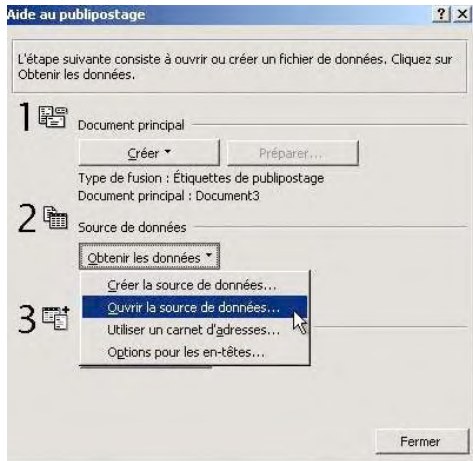 Aide au publipostage
L'étape suivante consiste à ouvrir ou créer un fichier de données. Cliquez sur
Obtenir les données.
1 Document principal
Créer Préparer...
Type de fusion : Étiquettes de publipostage
Document principal : Document3
2 Source de données
Obtenir les données
Créer la source de données...
Ouvrir la source de données...
3 Utiliser un carnet d'adresses...
Options pour les en-têtes...
Fermer